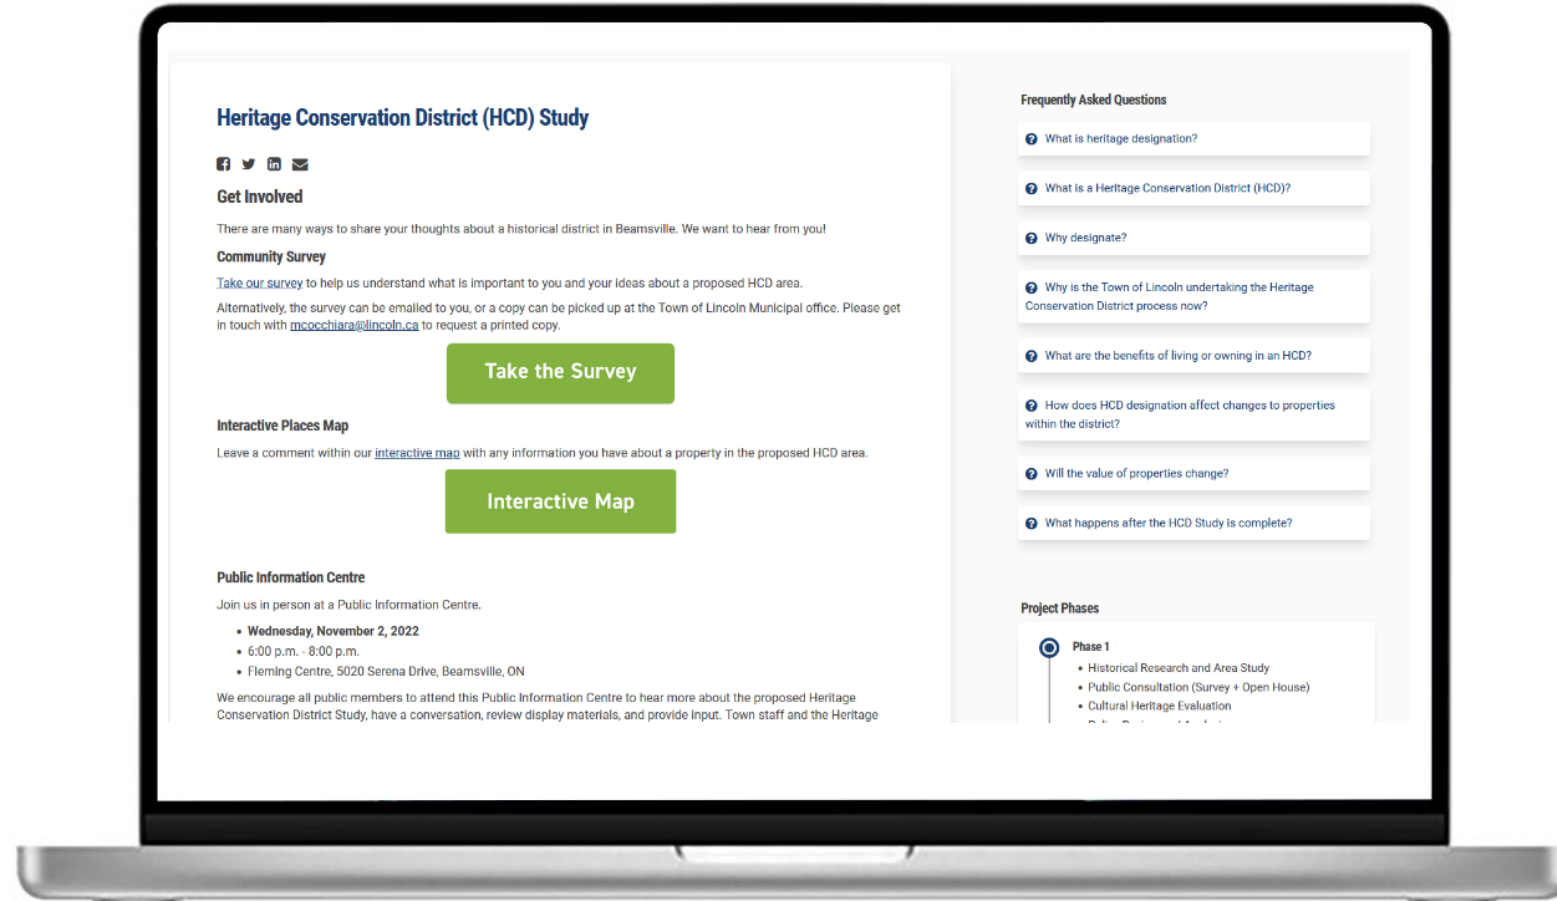 Heritage Conservation District (HCD) Study
Get Involved
There are many ways to share your thoughts about a historical district in Beamsville. We want to hear from you!
Community Survey
Take our survey to help us understand what is important to you and your ideas about a proposed HCD area.
Alternatively, the survey can be emailed to you, or a copy can be picked up at the Town of Lincoln Municipal office. Please get
in touch with mcocchiara@lincoln.ca to request a printed copy.
Take the Survey
Interactive Places Map
Leave a comment within our interactive map with any information you have about a property in the proposed HCD area.
Interactive Map
Public Information Centre
Join us in person at a Public Information Centre.
• Wednesday, November 2, 2022
• 6:00 p.m. - 8:00 p.m.
• Fleming Centre, 5020 Serena Drive, Beamsville, ON
We encourage all public members to attend this Public Information Centre to hear more about the proposed Heritage
Conservation District Study, have a conversation, review display materials, and provide input. Town staff and the Heritage
Frequently Asked Questions
What is heritage designation?
What is a Heritage Conservation District (HCD)?
Why designate?
Why is the Town of Lincoln undertaking the Heritage
Conservation District process now?
What are the benefits of living or owning in an HCD?
How does HCD designation affect changes to properties
within the district?
Will the value of properties change?
What happens after the HCD Study is complete?
Project Phases
Phase 1
• Historical Research and Area Study
• Public Consultation (Survey + Open House)
• Cultural Heritage Evaluation